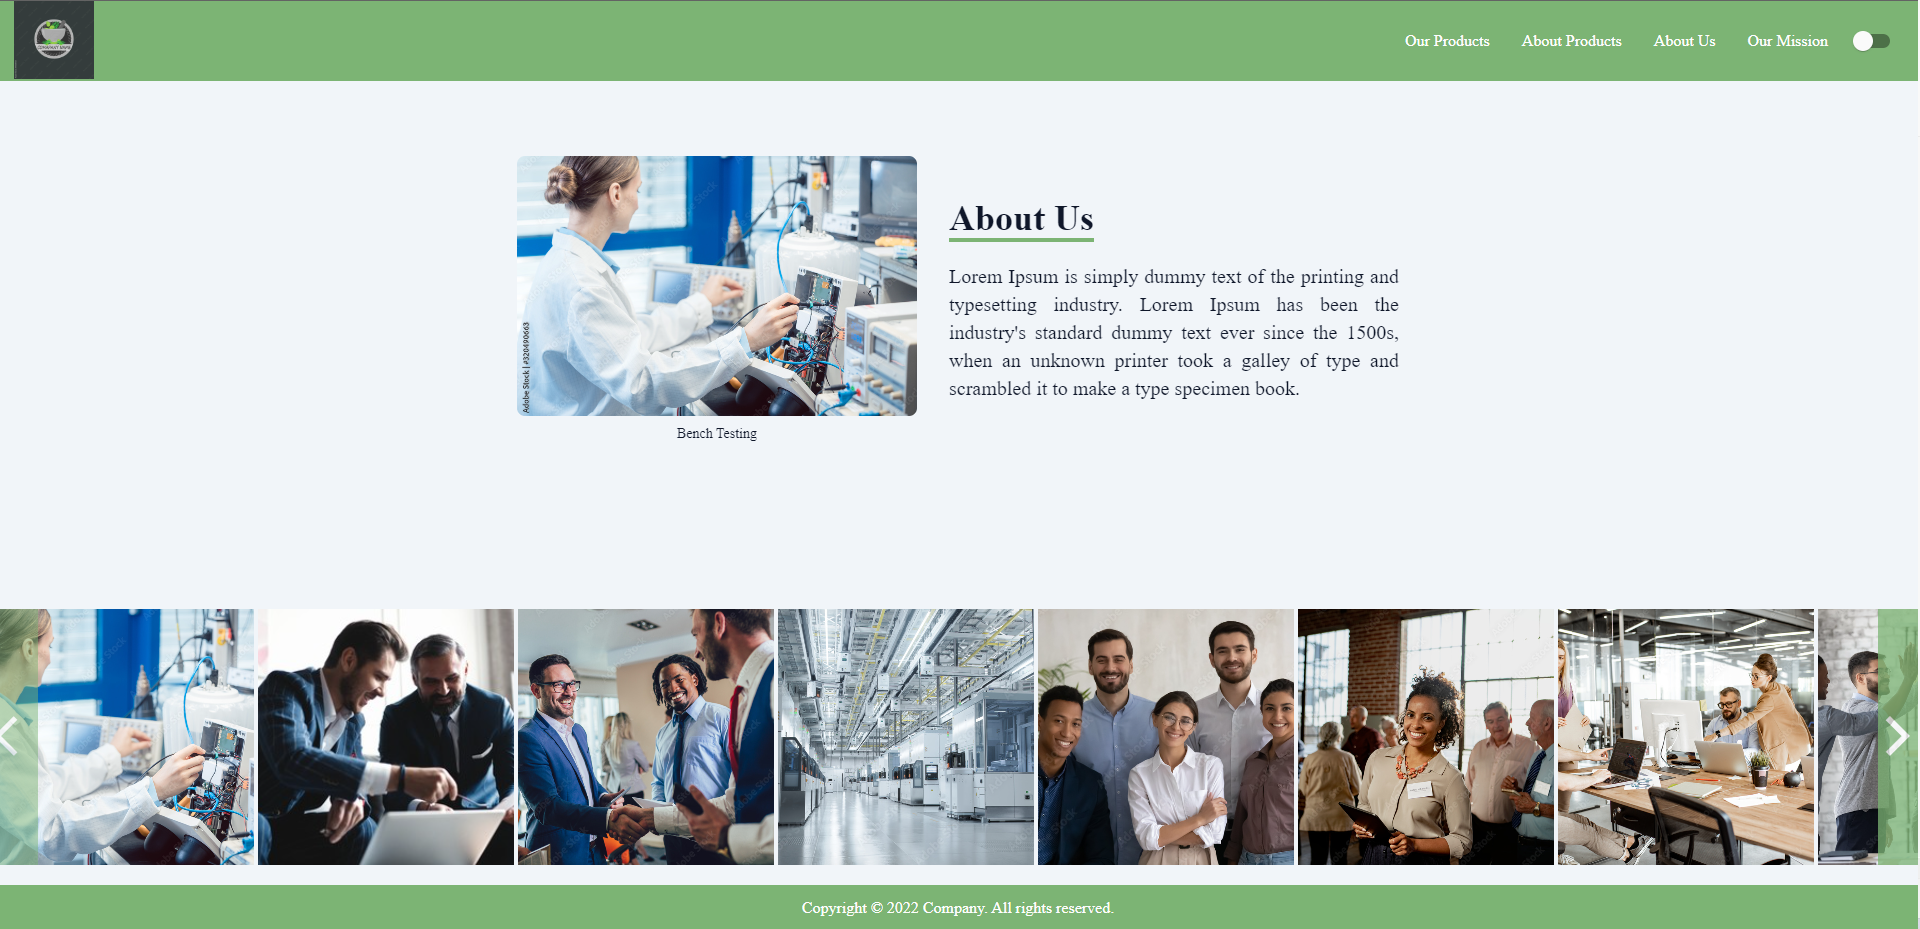 Our Products About Products About Us Our Mission
Adobe Stock | #320490663
About Us
Lorem Ipsum is simply dummy text of the printing and
typesetting industry. Lorem Ipsum has been the
industry's standard dummy text ever since the 1500s,
when an unknown printer took a galley of type and
scrambled it to make a type specimen book.
Bench Testing
Copyright © 2022 Company. All rights reserved.